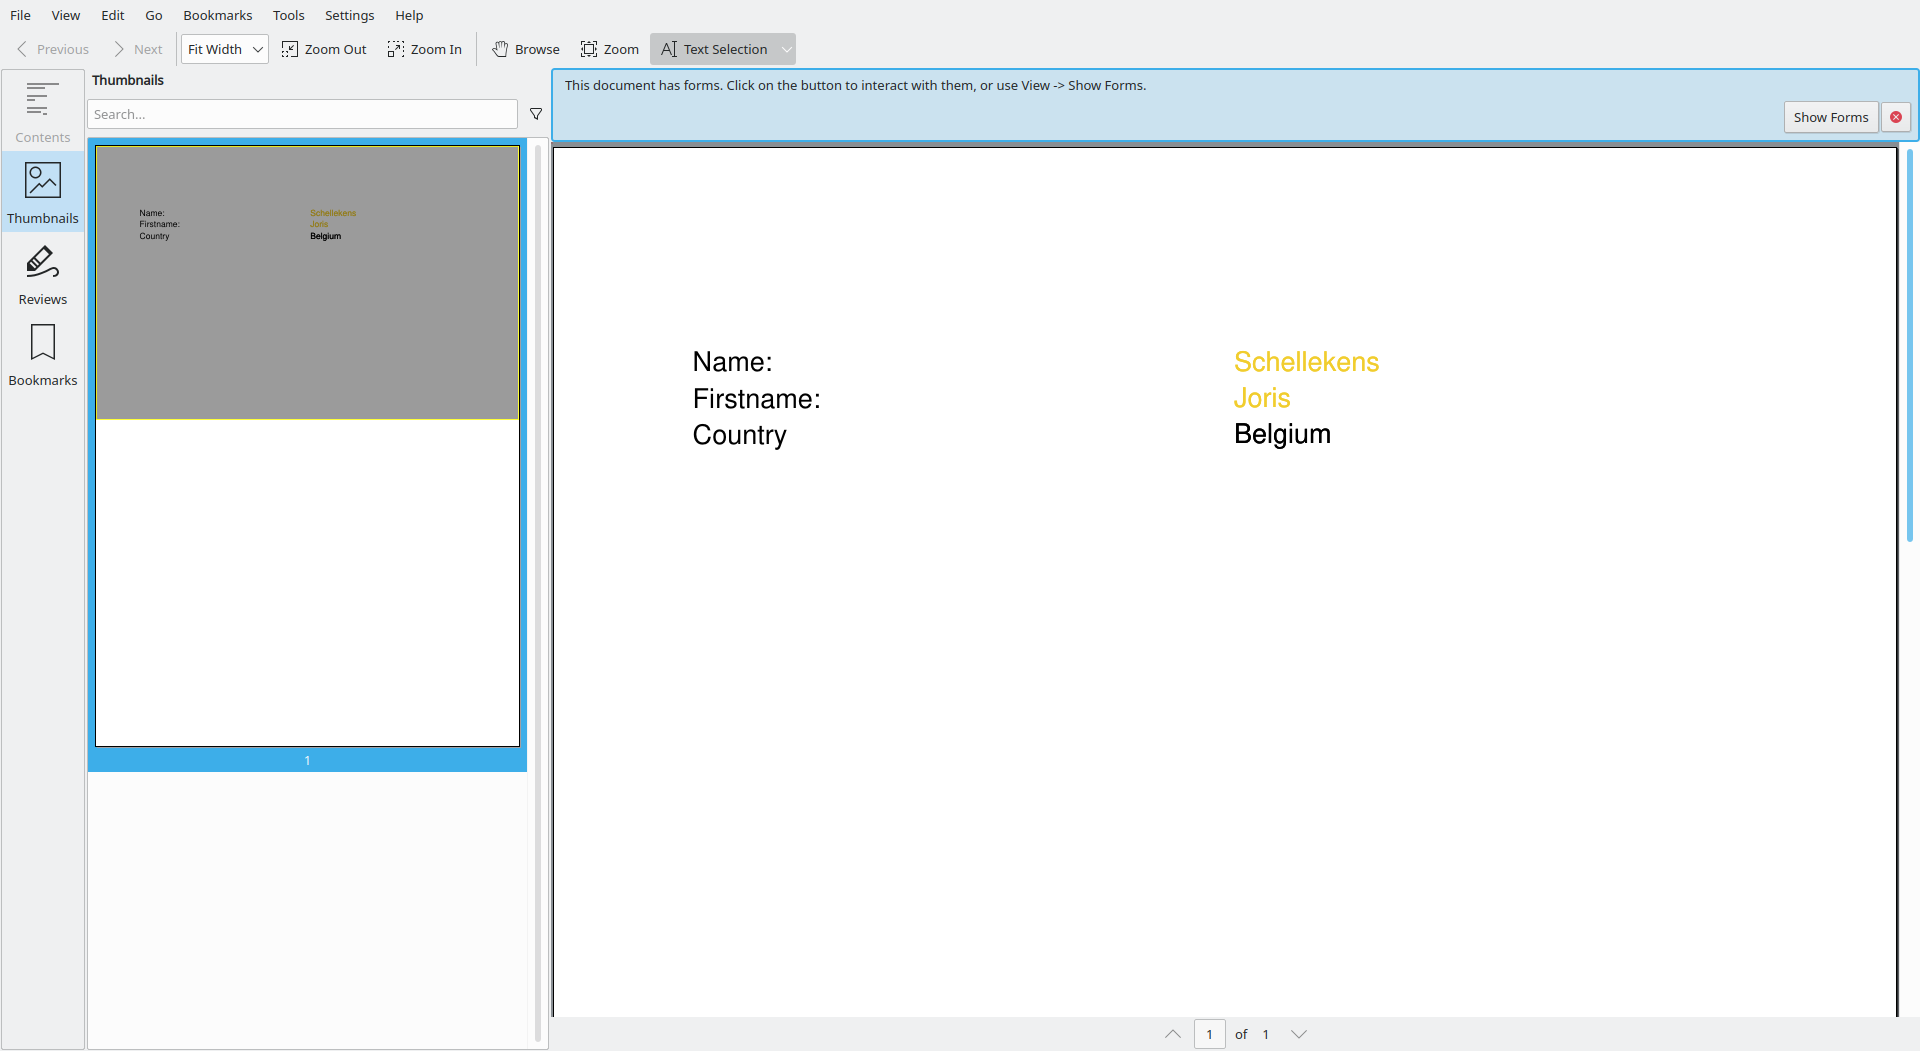 File View Edit Go Bookmarks Tools Settings Help
Previous Next Fit Width Zoom Out Zoom In Browse Zoom Text Selection
Contents
Thumbnails
Reviews
Bookmarks
Thumbnails
Search...
Name: Schellekens
Firstname: Joris
Country Belgium
1
This document has forms. Click on the button to interact with them, or use View -> Show Forms.
Show Forms
Name: Schellekens
Firstname: Joris
Country Belgium
1 of 1